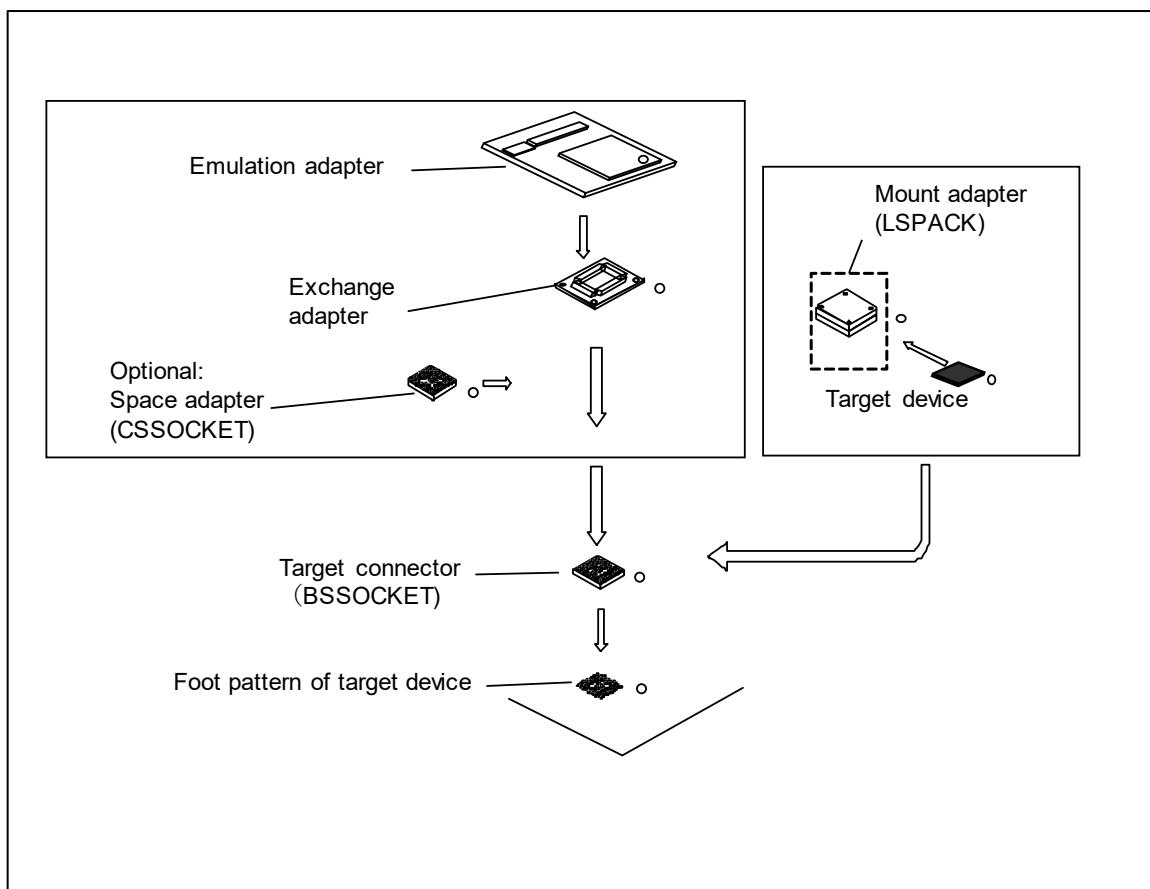 Emulation adapter
Mount adapter
(LSPACK)
Exchange
adapter
Optional:
Space adapter
(CSSOCKET)
Target device
Target connector
（BSSOCKET)
Foot pattern of target device